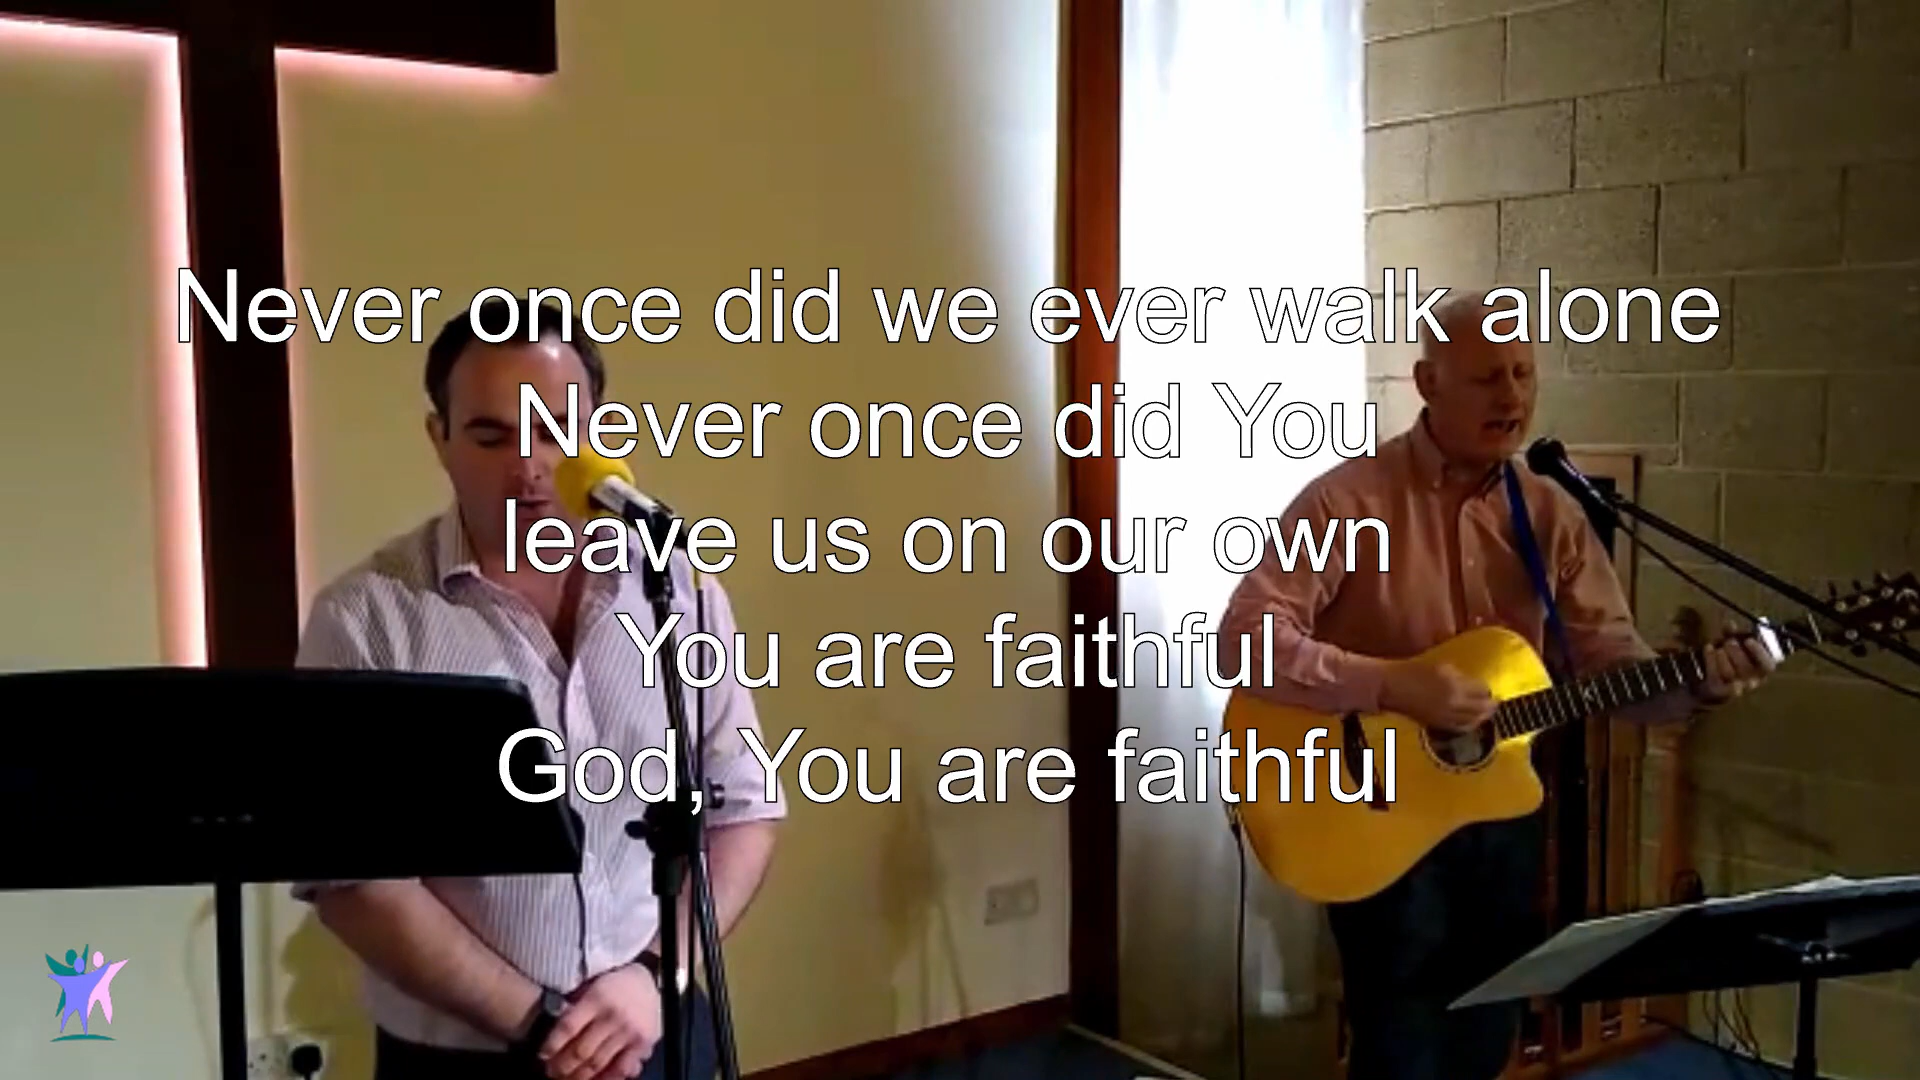 Never once did we ever walk alone
Never once did You
leave us on our own
You are faithful
God, You are faithful